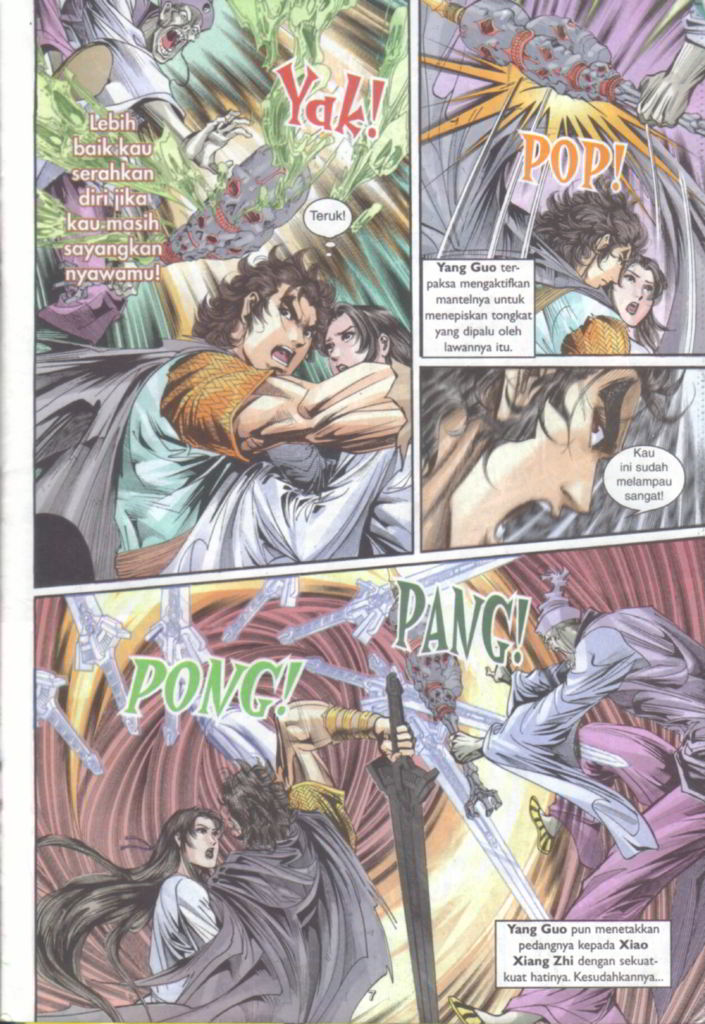 Lebih
baik kau
serahkan
diri jika
kau masih
sayangkan
nyawamu!
Yak!
Teruk!
POP!
Yang Guo ter-
paksa mengaktifkan
mantelnya untuk
menepiskan tongkat
yang dipalu oleh
lawannya itu.
Kau
ini sudah
melampau
sangat!
PONG!
PANG!
Yang Guo pun menetakkan
pedangnya kepada Xiao
Xiang Zhi dengan sekuat-
kuat hatinya. Kesudahkannya...
7